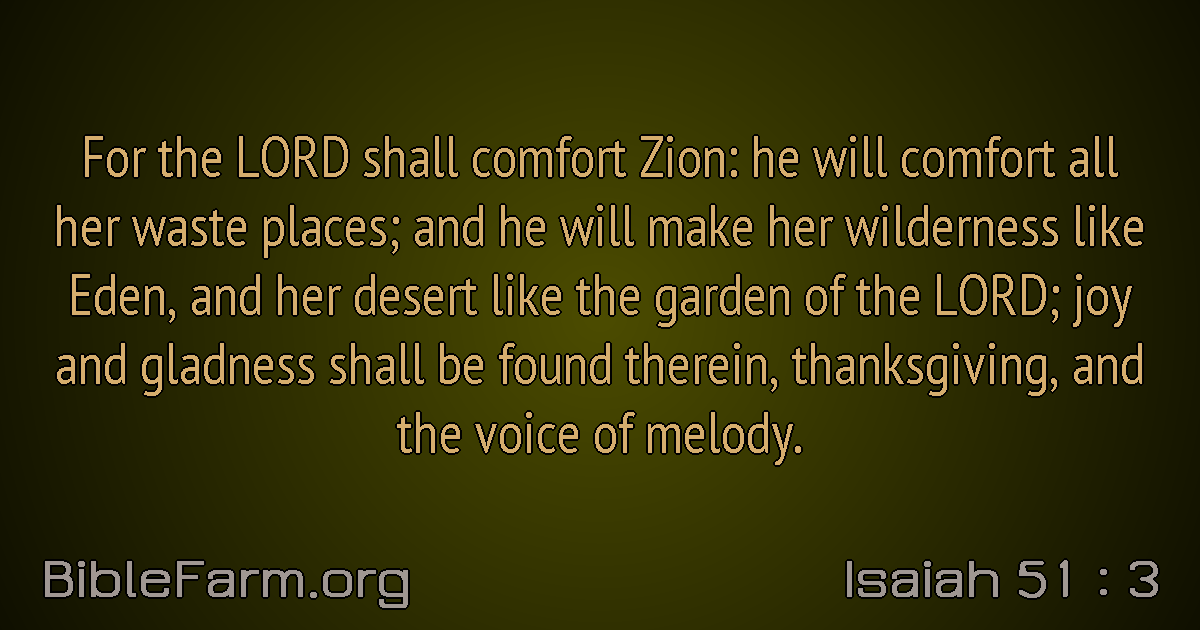 For the LORD shall comfort Zion: he will comfort all
her waste places; and he will make her wilderness like
Eden, and her desert like the garden of the LORD; joy
and gladness shall be found therein, thanksgiving, and
the voice of melody.
BibleFarm.org
Isaiah 51 : 3